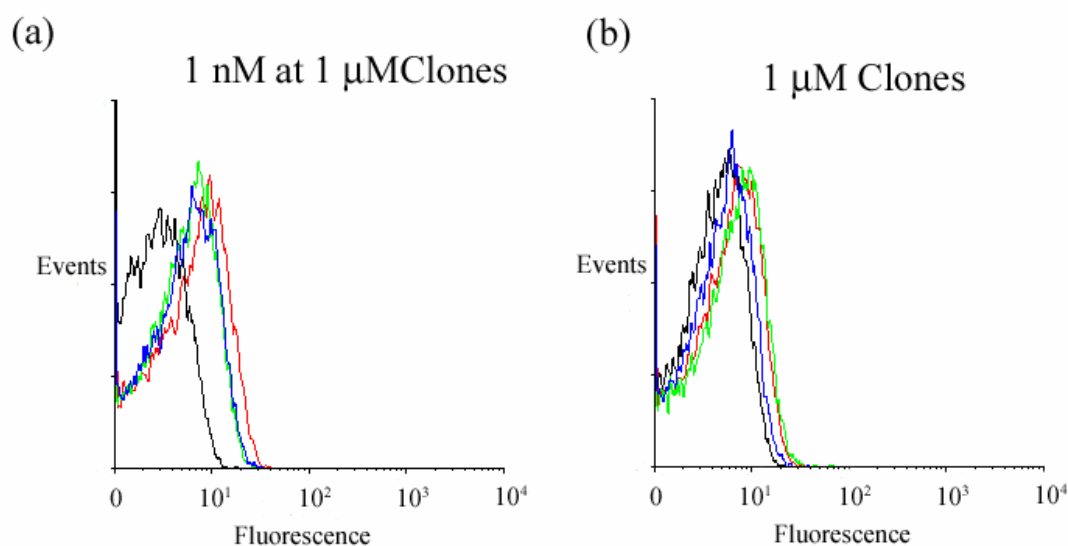 (a)
1 nM at 1 μMClones
Events
0 10¹ 10² 10³ 10⁴
Fluorescence
(b)
1 μM Clones
Events
0 10¹ 10² 10³ 10⁴
Fluorescence